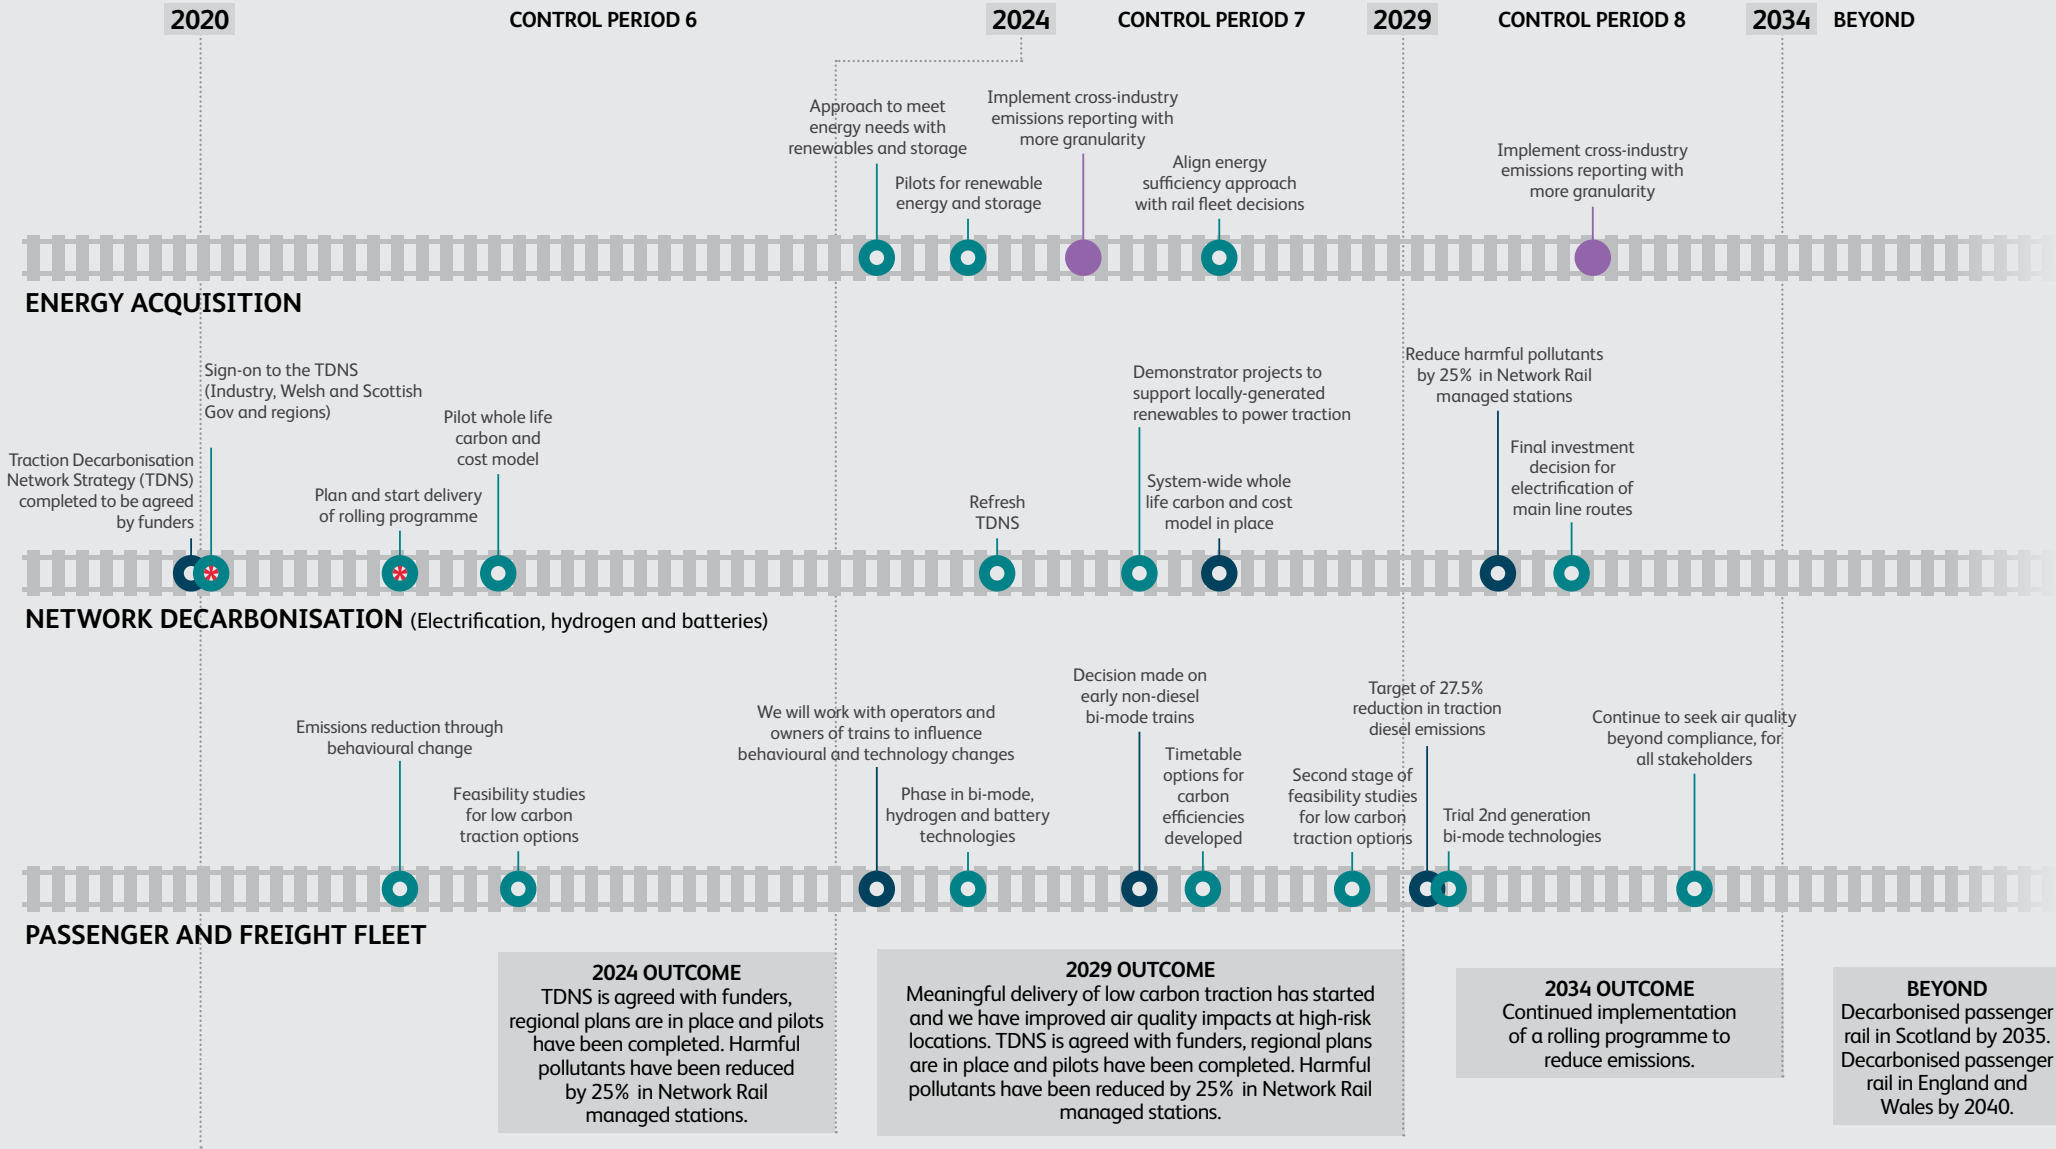 2020
CONTROL PERIOD 6
2024
CONTROL PERIOD 7
2029
CONTROL PERIOD 8
2034
BEYOND
Approach to meet
energy needs with
renewables and storage
Pilots for renewable
energy and storage
Implement cross-industry
emissions reporting with
more granularity
Align energy
sufficiency approach
with rail fleet decisions
Implement cross-industry
emissions reporting with
more granularity
ENERGY ACQUISITION
Traction Decarbonisation
Network Strategy (TDNS)
completed to be agreed
by funders
Sign-on to the TDNS
(Industry, Welsh and Scottish
Gov and regions)
Plan and start delivery
of rolling programme
Pilot whole life
carbon and
cost model
Refresh
TDNS
Demonstrator projects to
support locally-generated
renewables to power traction
System-wide whole
life carbon and cost
model in place
Reduce harmful pollutants
by 25% in Network Rail
managed stations
Final investment
decision for
electrification of
main line routes
*
*
NETWORK DECARBONISATION (Electrification, hydrogen and batteries)
Emissions reduction through
behavioural change
Feasibility studies
for low carbon
traction options
We will work with operators and
owners of trains to influence
behavioural and technology changes
Phase in bi-mode,
hydrogen and battery
technologies
Decision made on
early non-diesel
bi-mode trains
Timetable
options for
carbon
efficiencies
developed
Second stage of
feasibility studies
for low carbon
traction options
Target of 27.5%
reduction in traction
diesel emissions
Trial 2nd generation
bi-mode technologies
Continue to seek air quality
beyond compliance, for
all stakeholders
PASSENGER AND FREIGHT FLEET
2024 OUTCOME
TDNS is agreed with funders,
regional plans are in place and pilots
have been completed. Harmful
pollutants have been reduced
by 25% in Network Rail
managed stations.
2029 OUTCOME
Meaningful delivery of low carbon traction has started
and we have improved air quality impacts at high-risk
locations. TDNS is agreed with funders, regional plans
are in place and pilots have been completed. Harmful
pollutants have been reduced by 25% in Network Rail
managed stations.
2034 OUTCOME
Continued implementation
of a rolling programme to
reduce emissions.
BEYOND
Decarbonised passenger
rail in Scotland by 2035.
Decarbonised passenger
rail in England and
Wales by 2040.